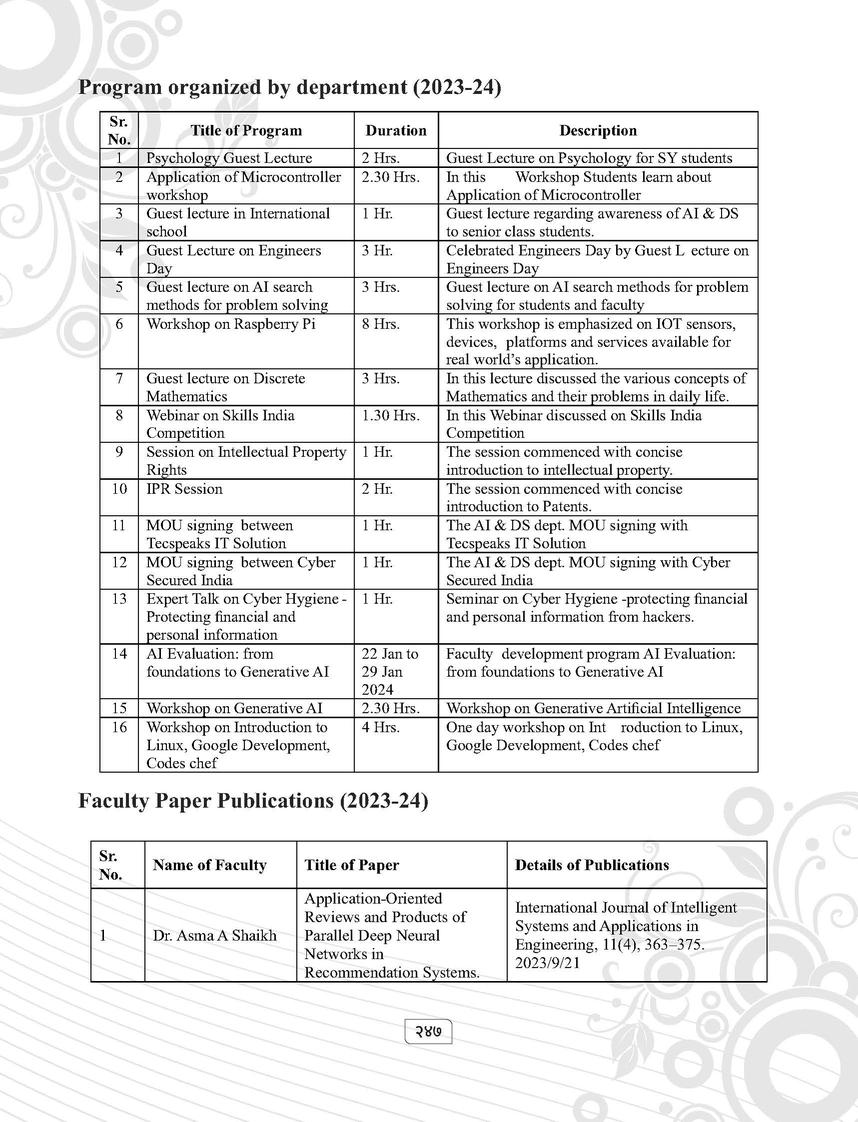 Program organized by department (2023-24)
Sr. No. Title of Program Duration Description
1 Psychology Guest Lecture 2 Hrs. Guest Lecture on Psychology for SY students
2 Application of Microcontroller workshop 2.30 Hrs. In this Workshop Students learn about Application of Microcontroller
3 Guest lecture in International school 1 Hr. Guest lecture regarding awareness of AI & DS to senior class students.
4 Guest Lecture on Engineers Day 3 Hr. Celebrated Engineers Day by Guest L ecture on Engineers Day
5 Guest lecture on AI search methods for problem solving 3 Hrs. Guest lecture on AI search methods for problem solving for students and faculty
6 Workshop on Raspberry Pi 8 Hrs. This workshop is emphasized on IOT sensors, devices, platforms and services available for real world's application.
7 Guest lecture on Discrete Mathematics 3 Hrs. In this lecture discussed the various concepts of Mathematics and their problems in daily life.
8 Webinar on Skills India Competition 1.30 Hrs. In this Webinar discussed on Skills India Competition
9 Session on Intellectual Property Rights 1 Hr. The session commenced with concise introduction to intellectual property.
10 IPR Session 2 Hr. The session commenced with concise introduction to Patents.
11 MOU signing between Tecspeaks IT Solution 1 Hr. The AI & DS dept. MOU signing with Tecspeaks IT Solution
12 MOU signing between Cyber Secured India 1 Hr. The AI & DS dept. MOU signing with Cyber Secured India
13 Expert Talk on Cyber Hygiene - Protecting financial and personal information 1 Hr. Seminar on Cyber Hygiene -protecting financial and personal information from hackers.
14 AI Evaluation: from foundations to Generative AI 22 Jan to 29 Jan 2024 Faculty development program AI Evaluation: from foundations to Generative AI
15 Workshop on Generative AI 2.30 Hrs. Workshop on Generative Artificial Intelligence
16 Workshop on Introduction to Linux, Google Development, Codes chef 4 Hrs. One day workshop on Int roduction to Linux, Google Development, Codes chef
Faculty Paper Publications (2023-24)
Sr. No. Name of Faculty Title of Paper Details of Publications
1 Dr. Asma A Shaikh Application-Oriented Reviews and Products of Parallel Deep Neural Networks in Recommendation Systems. International Journal of Intelligent Systems and Applications in Engineering, 11(4), 363–375. 2023/9/21
२४७